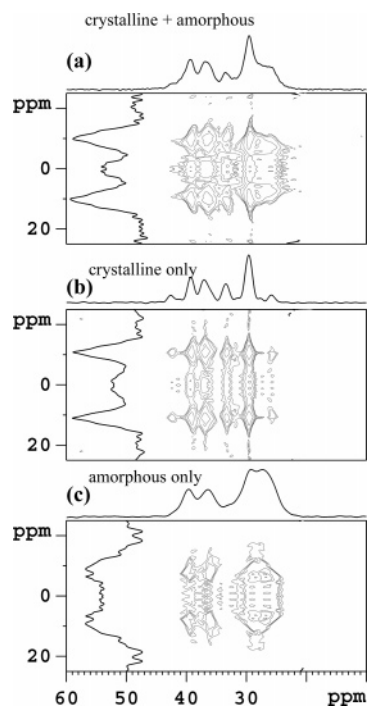 crystalline + amorphous
(a)
ppm
0
20
crystalline only
(b)
ppm
0
20
amorphous only
(c)
ppm
0
20
60 50 40 30 ppm